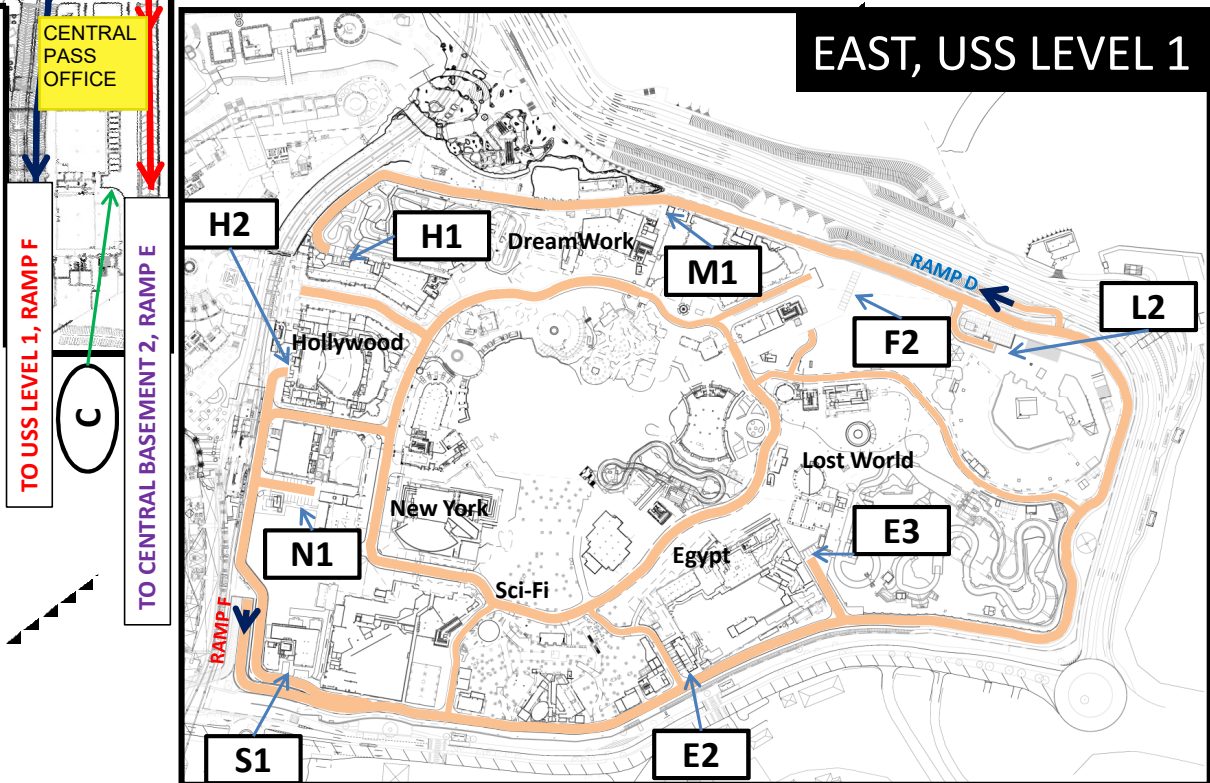 CENTRAL
PASS
OFFICE
TO USS LEVEL 1, RAMP F
C
TO CENTRAL BASEMENT 2, RAMP E
EAST, USS LEVEL 1
H2
H1
DreamWork
M1
RAMP D
L2
F2
Hollywood
Lost World
New York
N1
E3
Egypt
Sci-Fi
RAMP F
S1
E2